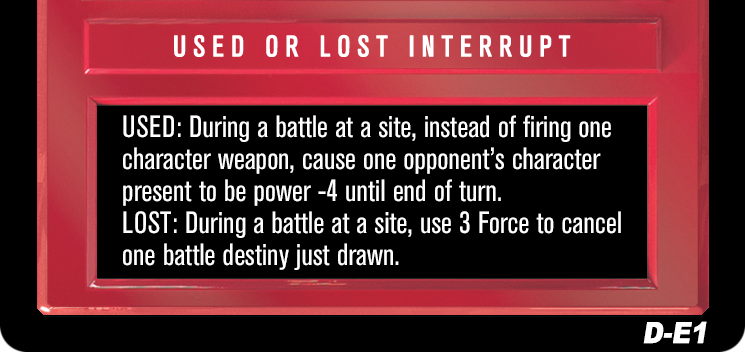 USED OR LOST INTERRUPT
USED: During a battle at a site, instead of firing one
character weapon, cause one opponent's character
present to be power -4 until end of turn.
LOST: During a battle at a site, use 3 Force to cancel
one battle destiny just drawn.
D-E1